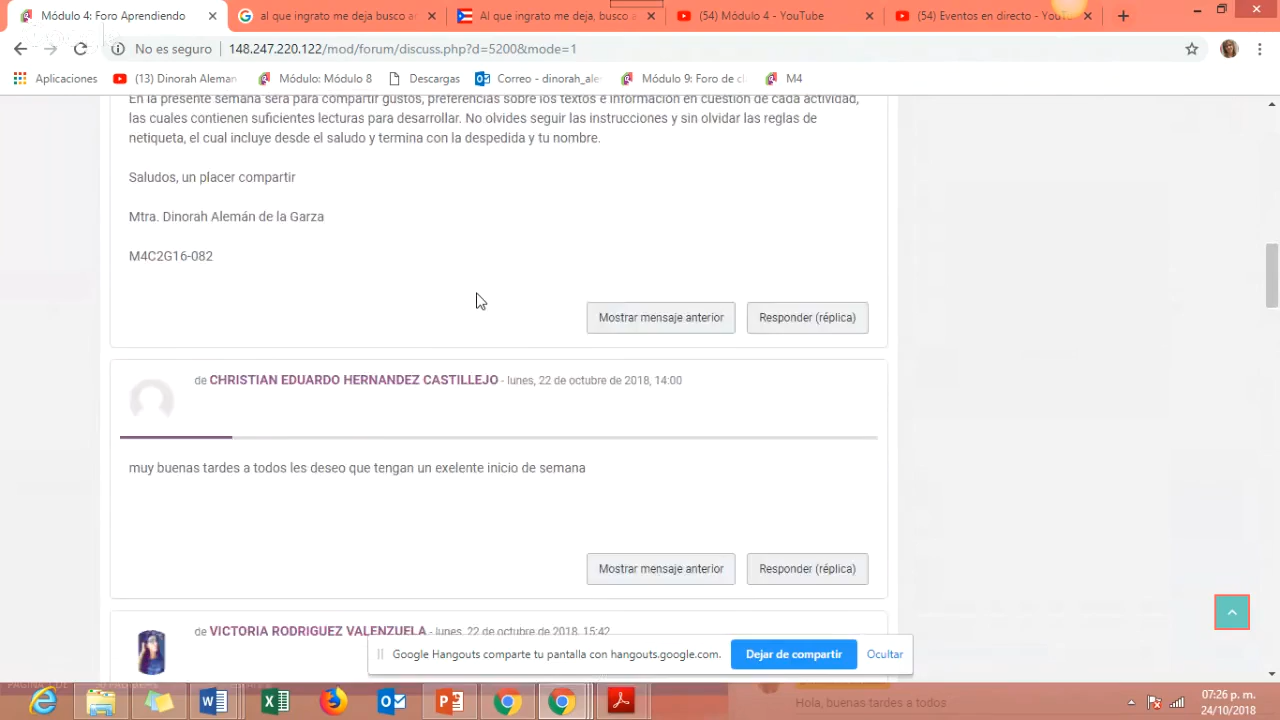 Módulo 4: Foro Aprendiendo
al que ingrato me deja busco a
Al que ingrato me deja, busco a
(54) Módulo 4 - YouTube
(54) Eventos en directo - YouTu
No es seguro
148.247.220.122/mod/forum/discuss.php?d=5200&mode=1
Aplicaciones
(13) Dinorah Aleman
Módulo: Módulo 8
Descargas
Correo - dinorah_ale
Módulo 9: Foro de cl
M4
En la presente semana será para compartir gustos, preferencias sobre los textos e información en cuestión de cada actividad,
las cuales contienen suficientes lecturas para desarrollar. No olvides seguir las instrucciones y sin olvidar las reglas de
netiqueta, el cual incluye desde el saludo y termina con la despedida y tu nombre.
Saludos, un placer compartir
Mtra. Dinorah Alemán de la Garza
M4C2G16-082
Mostrar mensaje anterior
Responder (réplica)
de CHRISTIAN EDUARDO HERNANDEZ CASTILLEJO - lunes, 22 de octubre de 2018, 14:00
muy buenas tardes a todos les deseo que tengan un exelente inicio de semana
Mostrar mensaje anterior
Responder (réplica)
de VICTORIA RODRIGUEZ VALENZUELA - lunes, 22 de octubre de 2018, 15:42
Google Hangouts comparte tu pantalla con hangouts.google.com.
Dejar de compartir
Ocultar
Hola, buenas tardes a todos
07:26 p. m.
24/10/2018